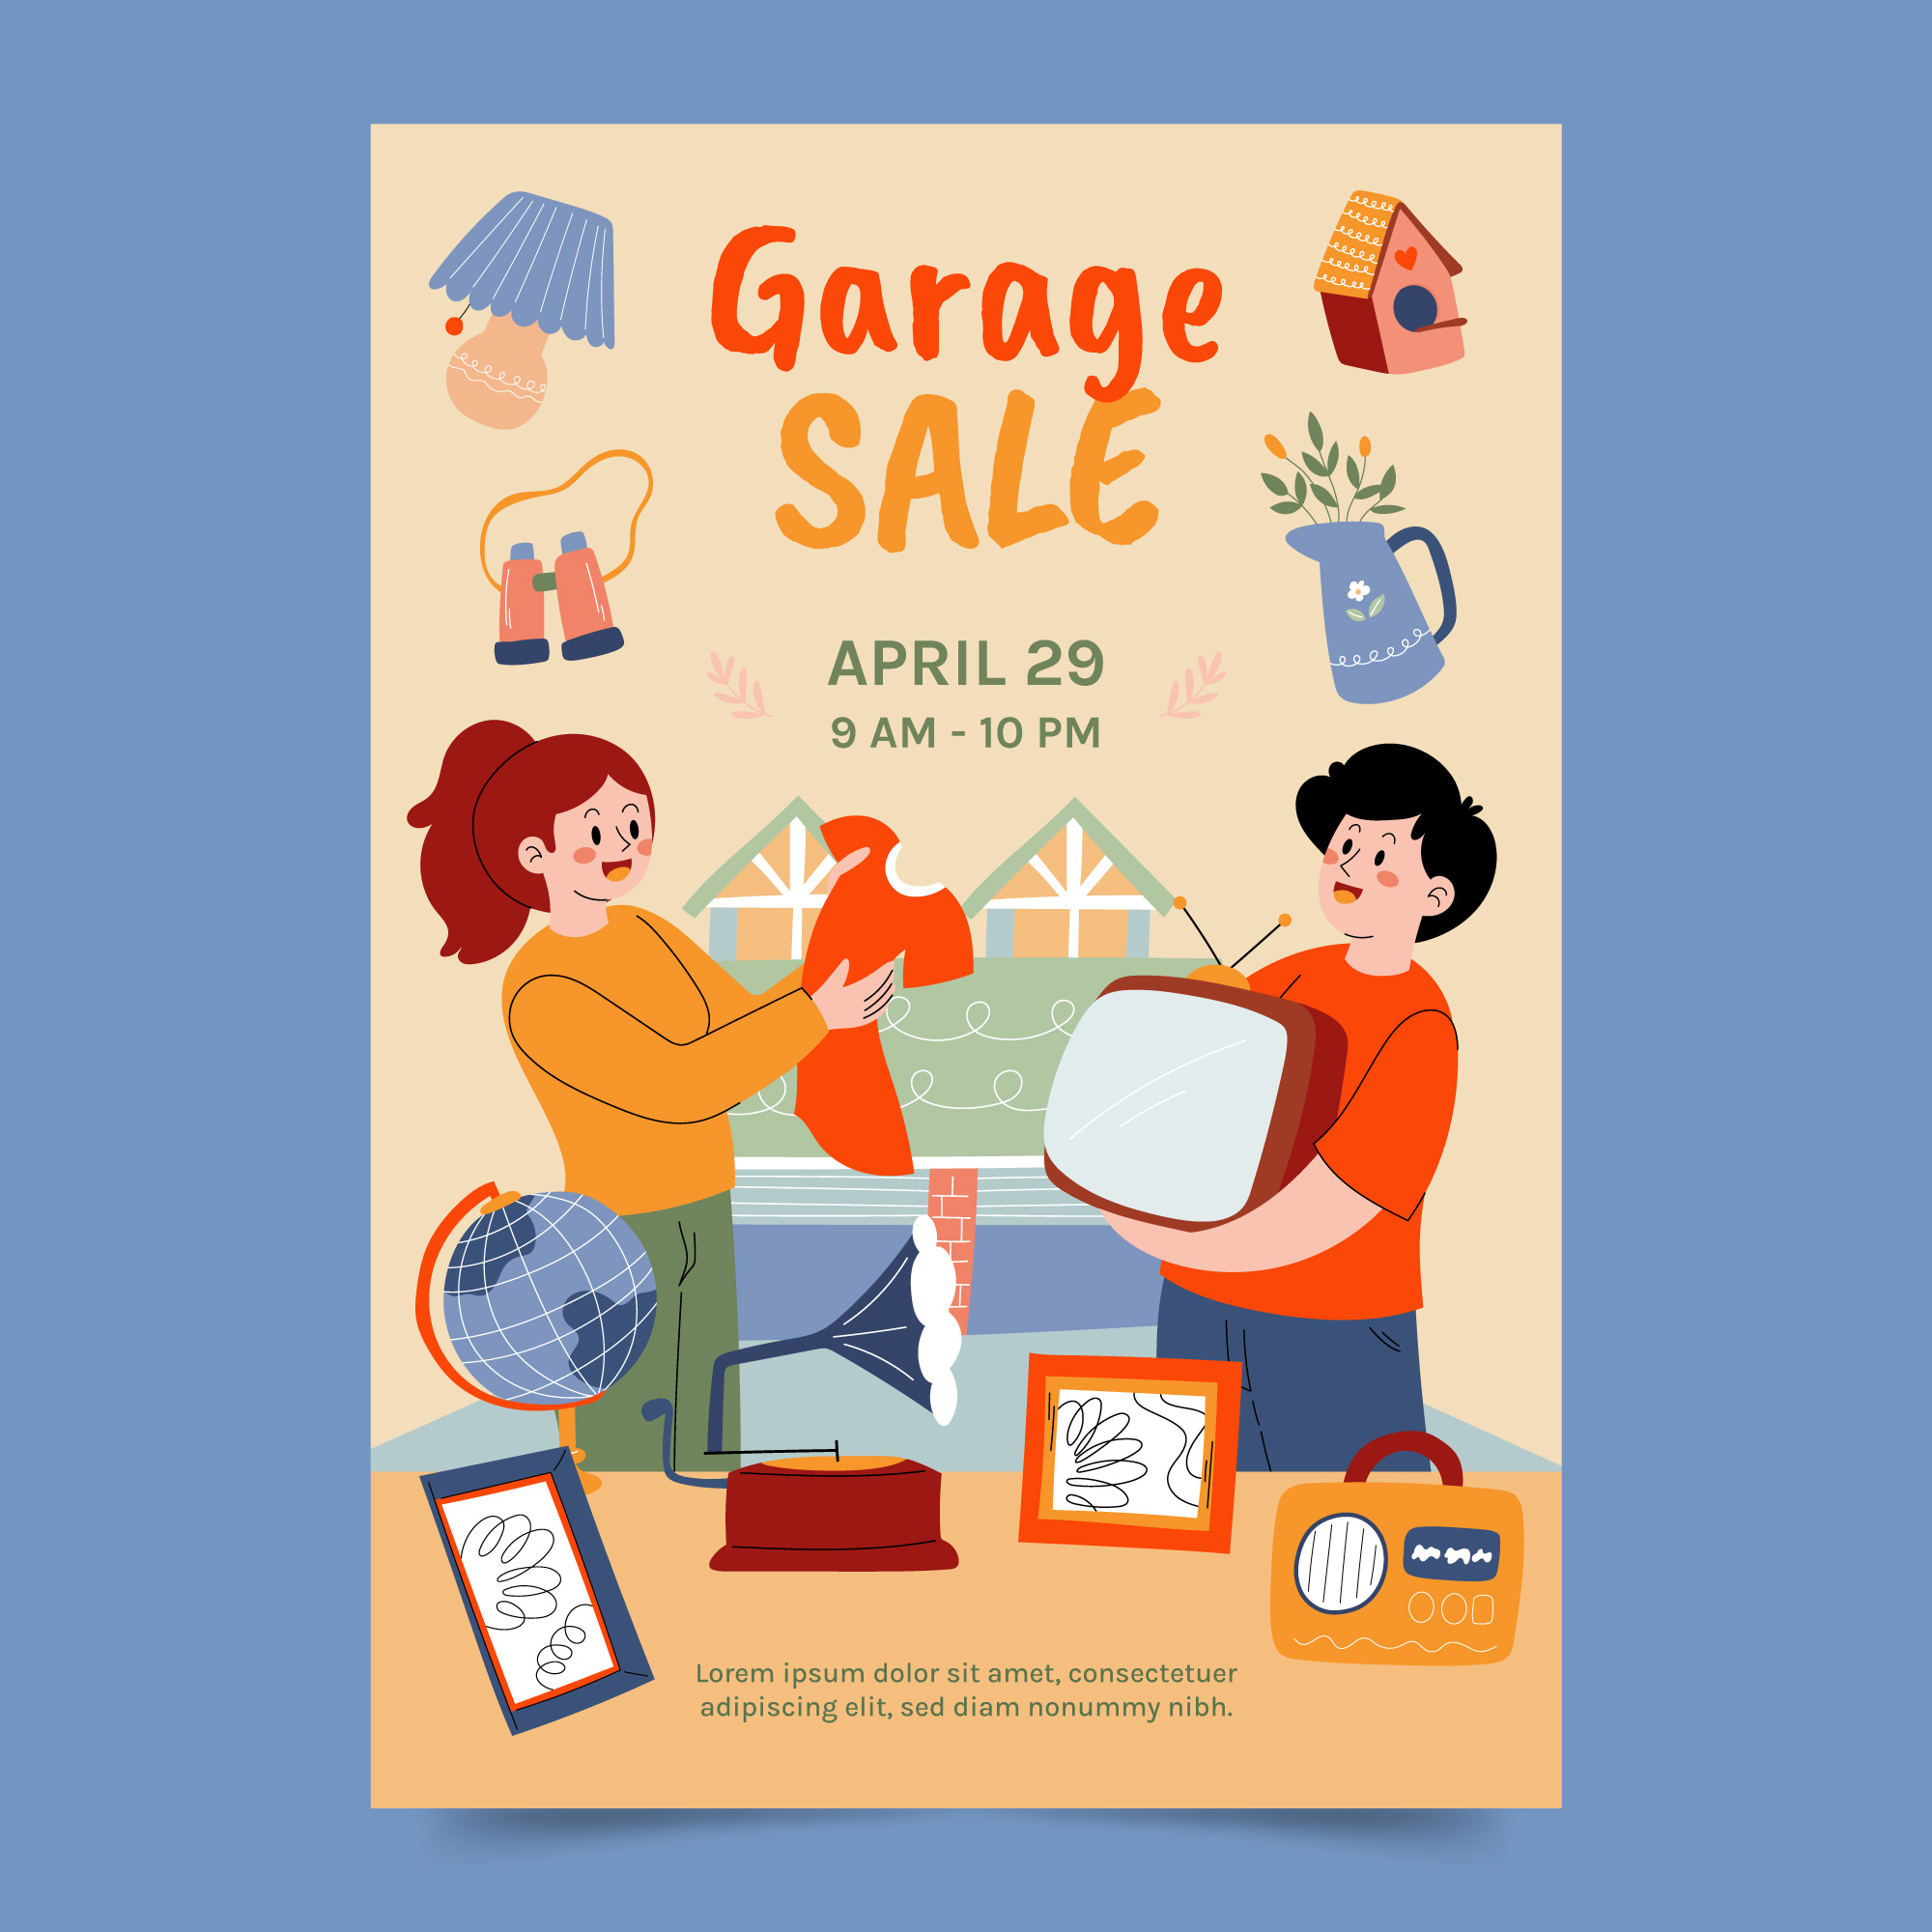 Garage
SALE
APRIL 29
9 AM - 10 PM
Lorem ipsum dolor sit amet, consectetuer
adipiscing elit, sed diam nonummy nibh.